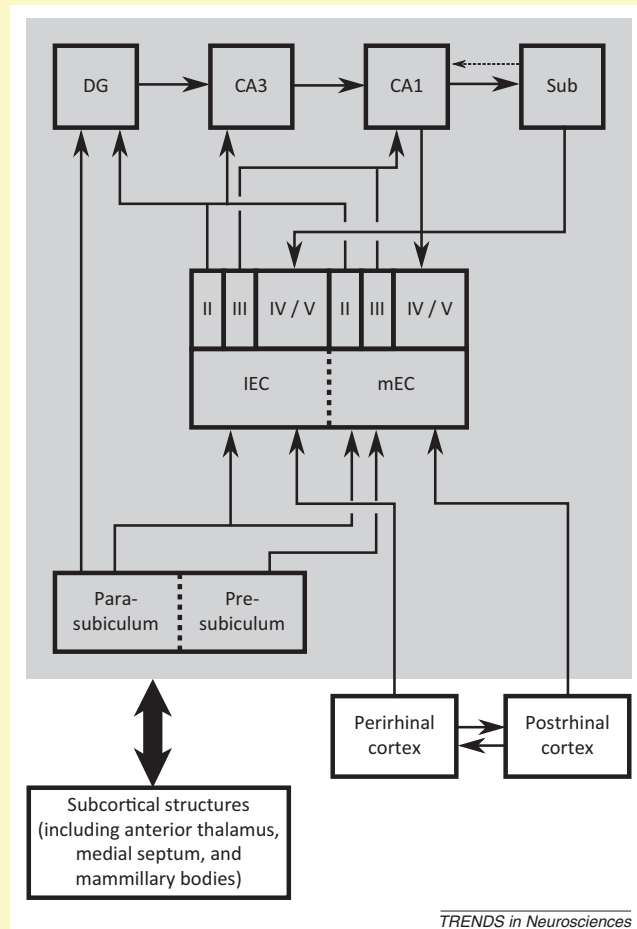 DG CA3 CA1 Sub
II III IV / V II III IV / V
lEC mEC
Para-
subiculum
Pre-
subiculum
Perirhinal
cortex
Postrhinal
cortex
Subcortical structures
(including anterior thalamus,
medial septum, and
mammillary bodies)
TRENDS in Neurosciences